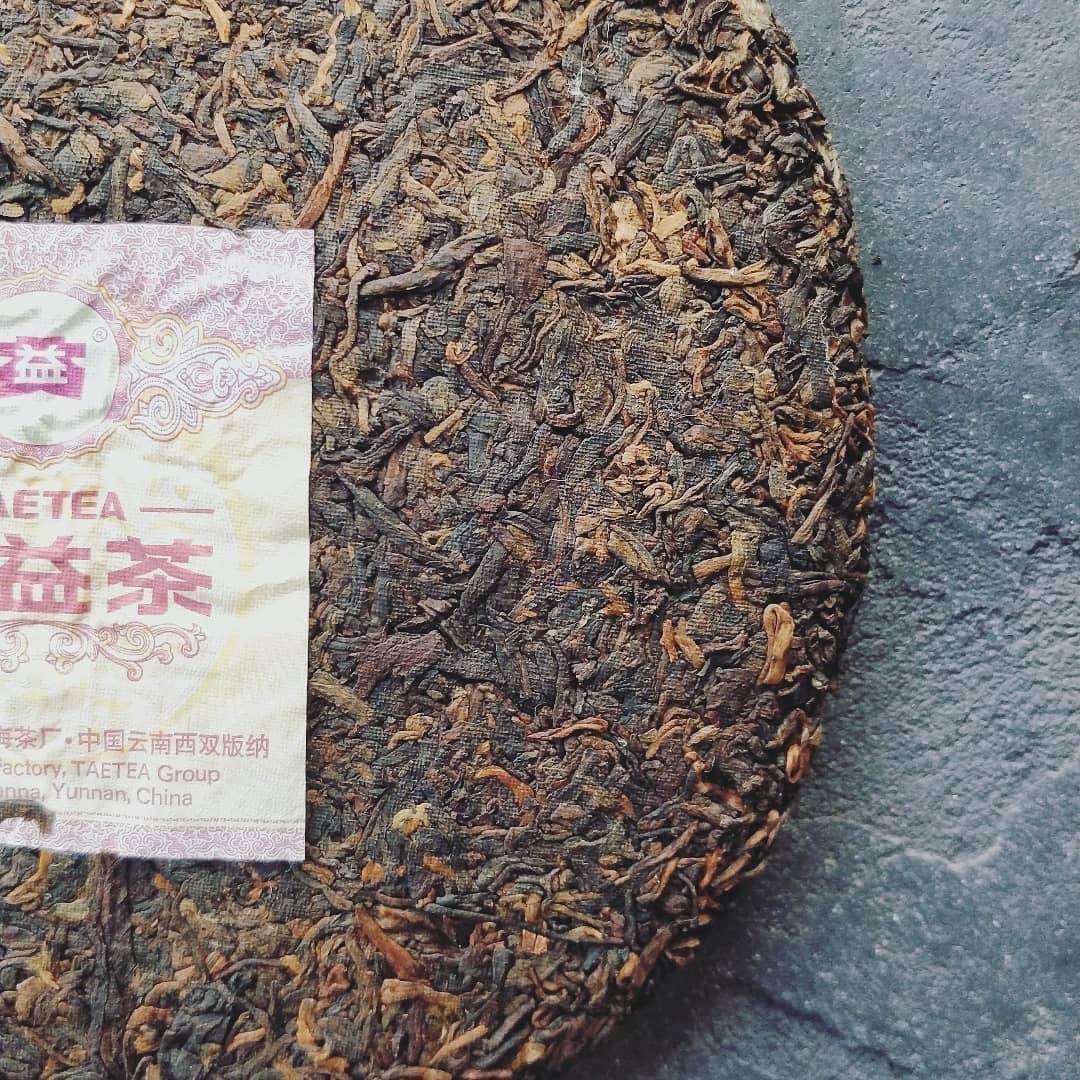 益®
AETEA
益茶
海茶厂·中国云南西双版纳
Factory, TAETEA Group
anna, Yunnan, China